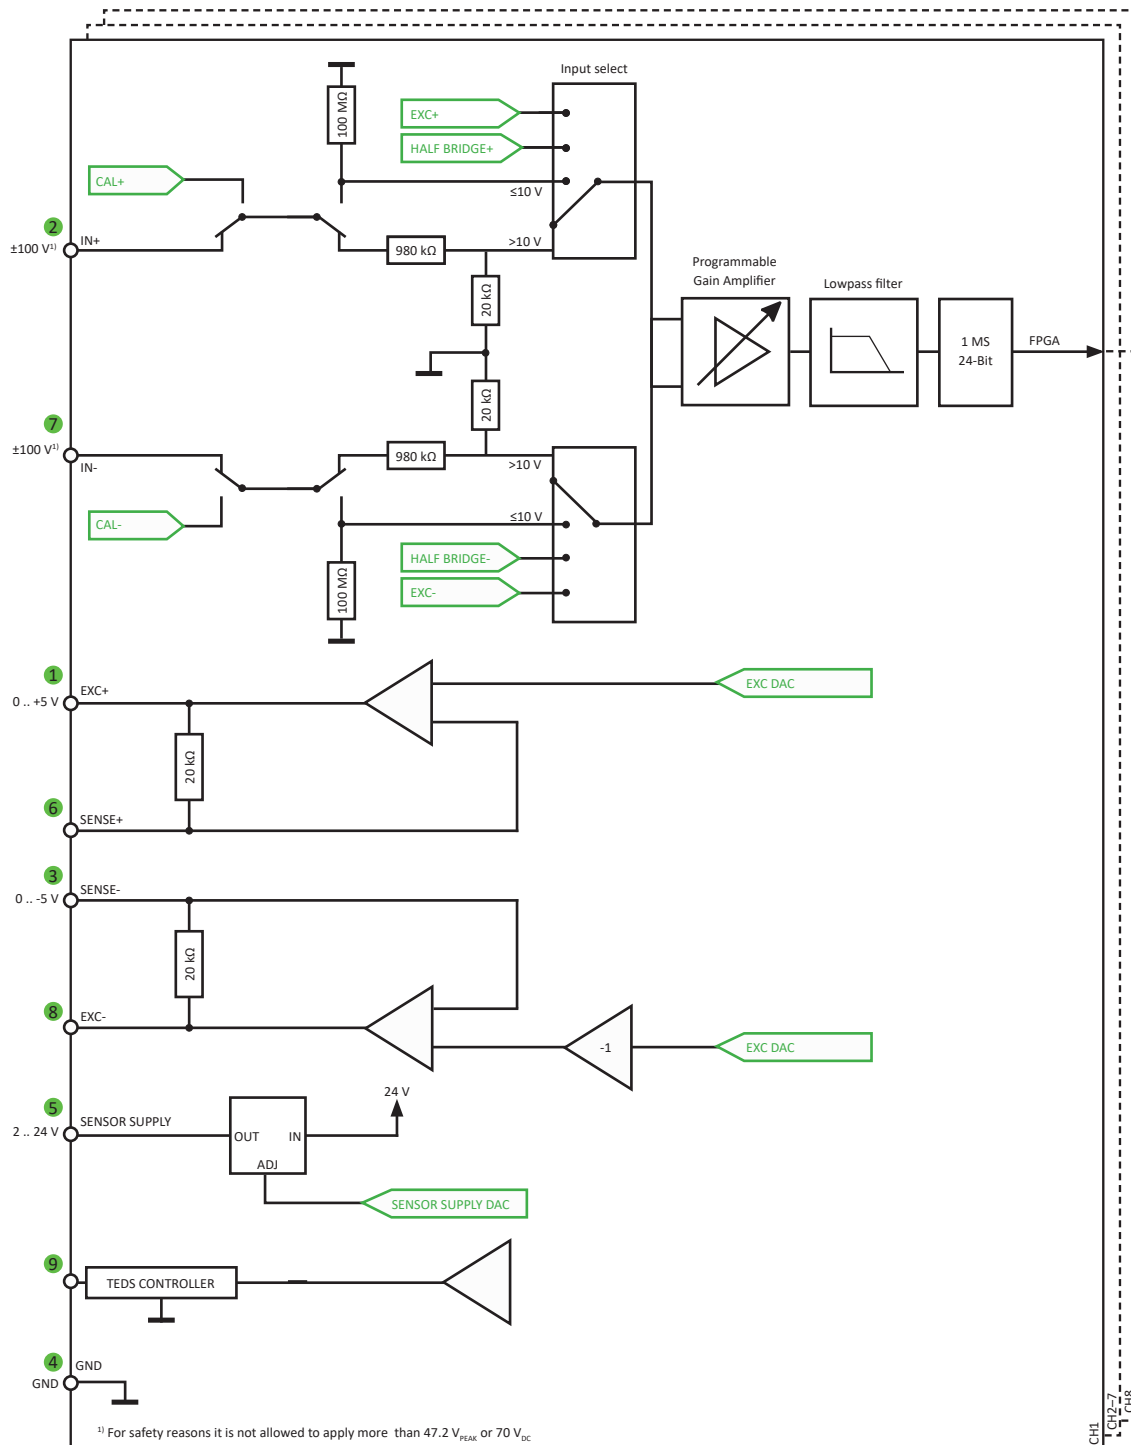 Input select
100 MΩ
EXC+
HALF BRIDGE+
CAL+
≤10 V
2
IN+
±100 V1)
980 kΩ
>10 V
20 kΩ
Programmable
Gain Amplifier
Lowpass filter
1 MS
24-Bit
FPGA
20 kΩ
7
±100 V1)
IN-
980 kΩ
>10 V
≤10 V
CAL-
HALF BRIDGE-
EXC-
100 MΩ
1
EXC+
0 .. +5 V
EXC DAC
20 kΩ
6
SENSE+
3
SENSE-
0 .. -5 V
20 kΩ
8
EXC-
-1
EXC DAC
24 V
5
SENSOR SUPPLY
2 .. 24 V
OUT IN
ADJ
SENSOR SUPPLY DAC
9
TEDS CONTROLLER
4
GND
GND
CH1
CH2–7
CH8
1) For safety reasons it is not allowed to apply more than 47.2 VPEAK or 70 VDC